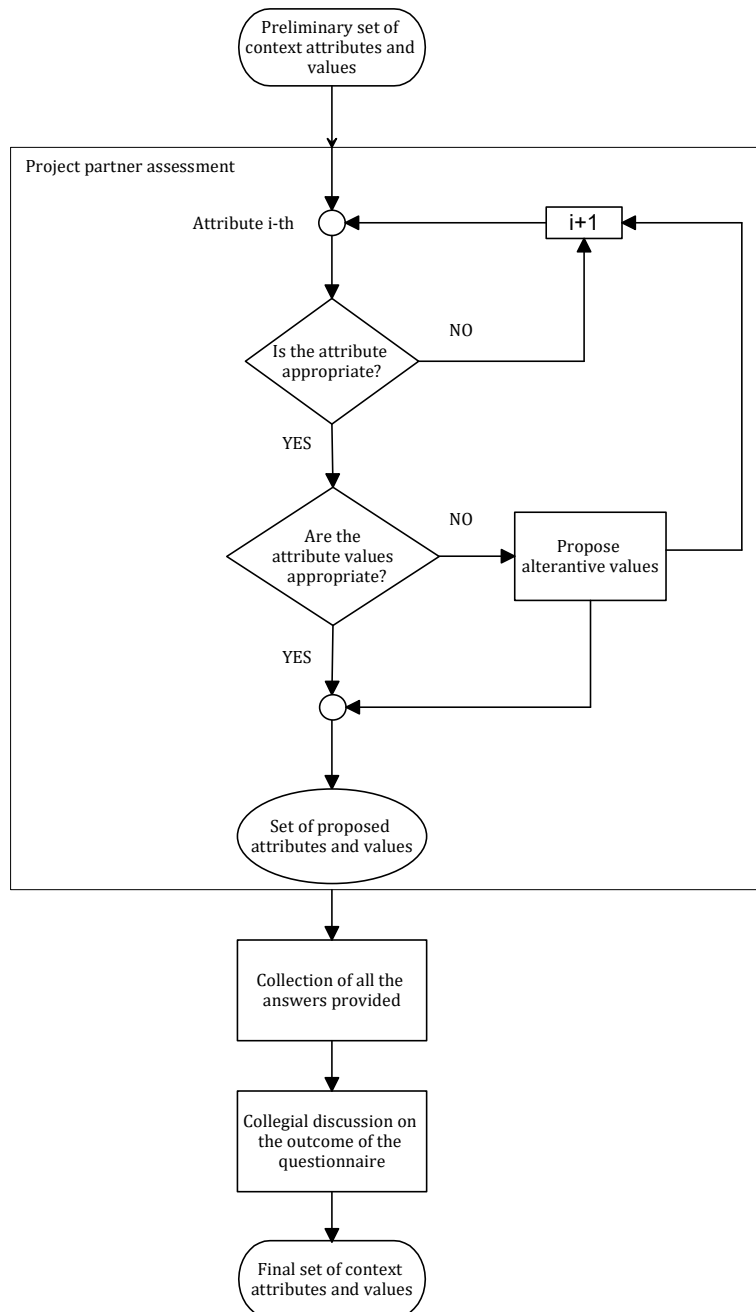 Preliminary set of
context attributes and
values
Project partner assessment
Attribute i-th
i+1
Is the attribute
appropriate?
NO
YES
Are the
attribute values
appropriate?
NO
Propose
alterantive values
YES
Set of proposed
attributes and values
Collection of all the
answers provided
Collegial discussion on
the outcome of the
questionnaire
Final set of context
attributes and values